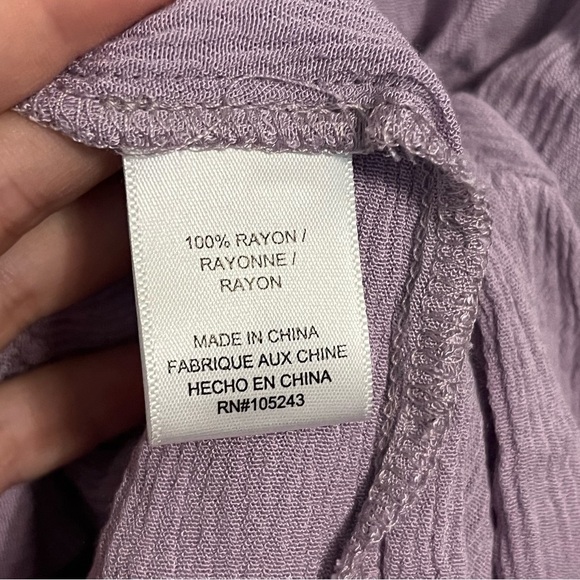 100% RAYON /
RAYONNE /
RAYON
MADE IN CHINA
FABRIQUE AUX CHINE
HECHO EN CHINA
RN#105243